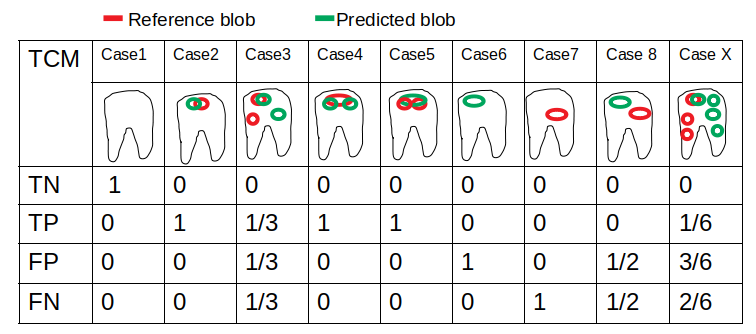 Reference blob Predicted blob
TCM Case1 Case2 Case3 Case4 Case5 Case6 Case7 Case 8 Case X
TN 1 0 0 0 0 0 0 0 0
TP 0 1 1/3 1 1 0 0 0 1/6
FP 0 0 1/3 0 0 1 0 1/2 3/6
FN 0 0 1/3 0 0 0 1 1/2 2/6